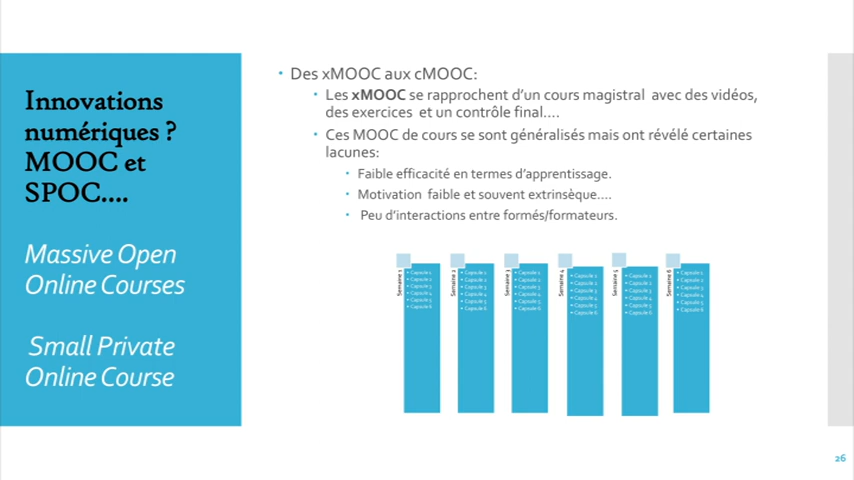 Innovations
numériques ?
MOOC et
SPOC....
Massive Open
Online Courses
Small Private
Online Course
• Des xMOOC aux cMOOC:
• Les xMOOC se rapprochent d'un cours magistral avec des vidéos,
des exercices et un contrôle final....
• Ces MOOC de cours se sont généralisés mais ont révélé certaines
lacunes:
• Faible efficacité en termes d'apprentissage.
• Motivation faible et souvent extrinsèque....
• Peu d'interactions entre formés/formateurs.
Semaine 1
• Capsule 1
• Capsule 2
• Capsule 3
• Capsule 4
• Capsule 5
• Capsule 6
Semaine 2
• Capsule 1
• Capsule 2
• Capsule 3
• Capsule 4
• Capsule 5
• Capsule 6
Semaine 3
• Capsule 1
• Capsule 2
• Capsule 3
• Capsule 4
• Capsule 5
• Capsule 6
Semaine 4
• Capsule 1
• Capsule 2
• Capsule 3
• Capsule 4
• Capsule 5
• Capsule 6
Semaine 5
• Capsule 1
• Capsule 2
• Capsule 3
• Capsule 4
• Capsule 5
• Capsule 6
Semaine 6
• Capsule 1
• Capsule 2
• Capsule 3
• Capsule 4
• Capsule 5
• Capsule 6
26